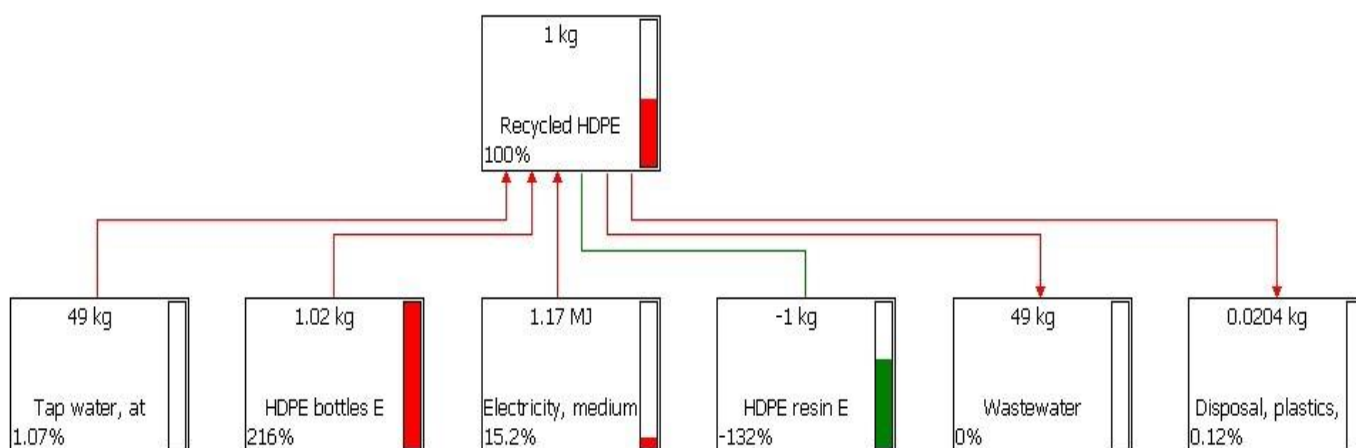 1 kg
Recycled HDPE
100%
49 kg
Tap water, at
1.07%
1.02 kg
HDPE bottles E
216%
1.17 MJ
Electricity, medium
15.2%
-1 kg
HDPE resin E
-132%
49 kg
Wastewater
0%
0.0204 kg
Disposal, plastics,
0.12%